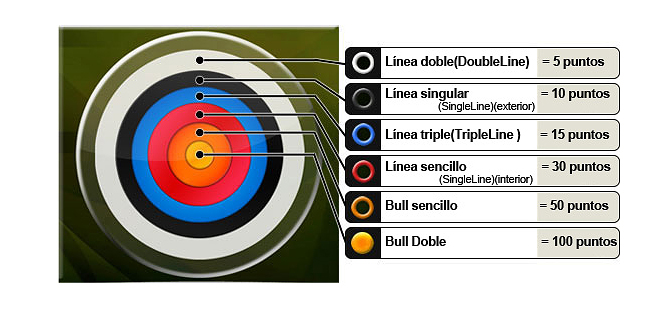 Línea doble(DoubleLine) = 5 puntos
Línea singular = 10 puntos
(SingleLine)(exterior)
Línea triple(TripleLine ) = 15 puntos
Línea sencillo = 30 puntos
(SingleLine)(interior)
Bull sencillo = 50 puntos
Bull Doble = 100 puntos